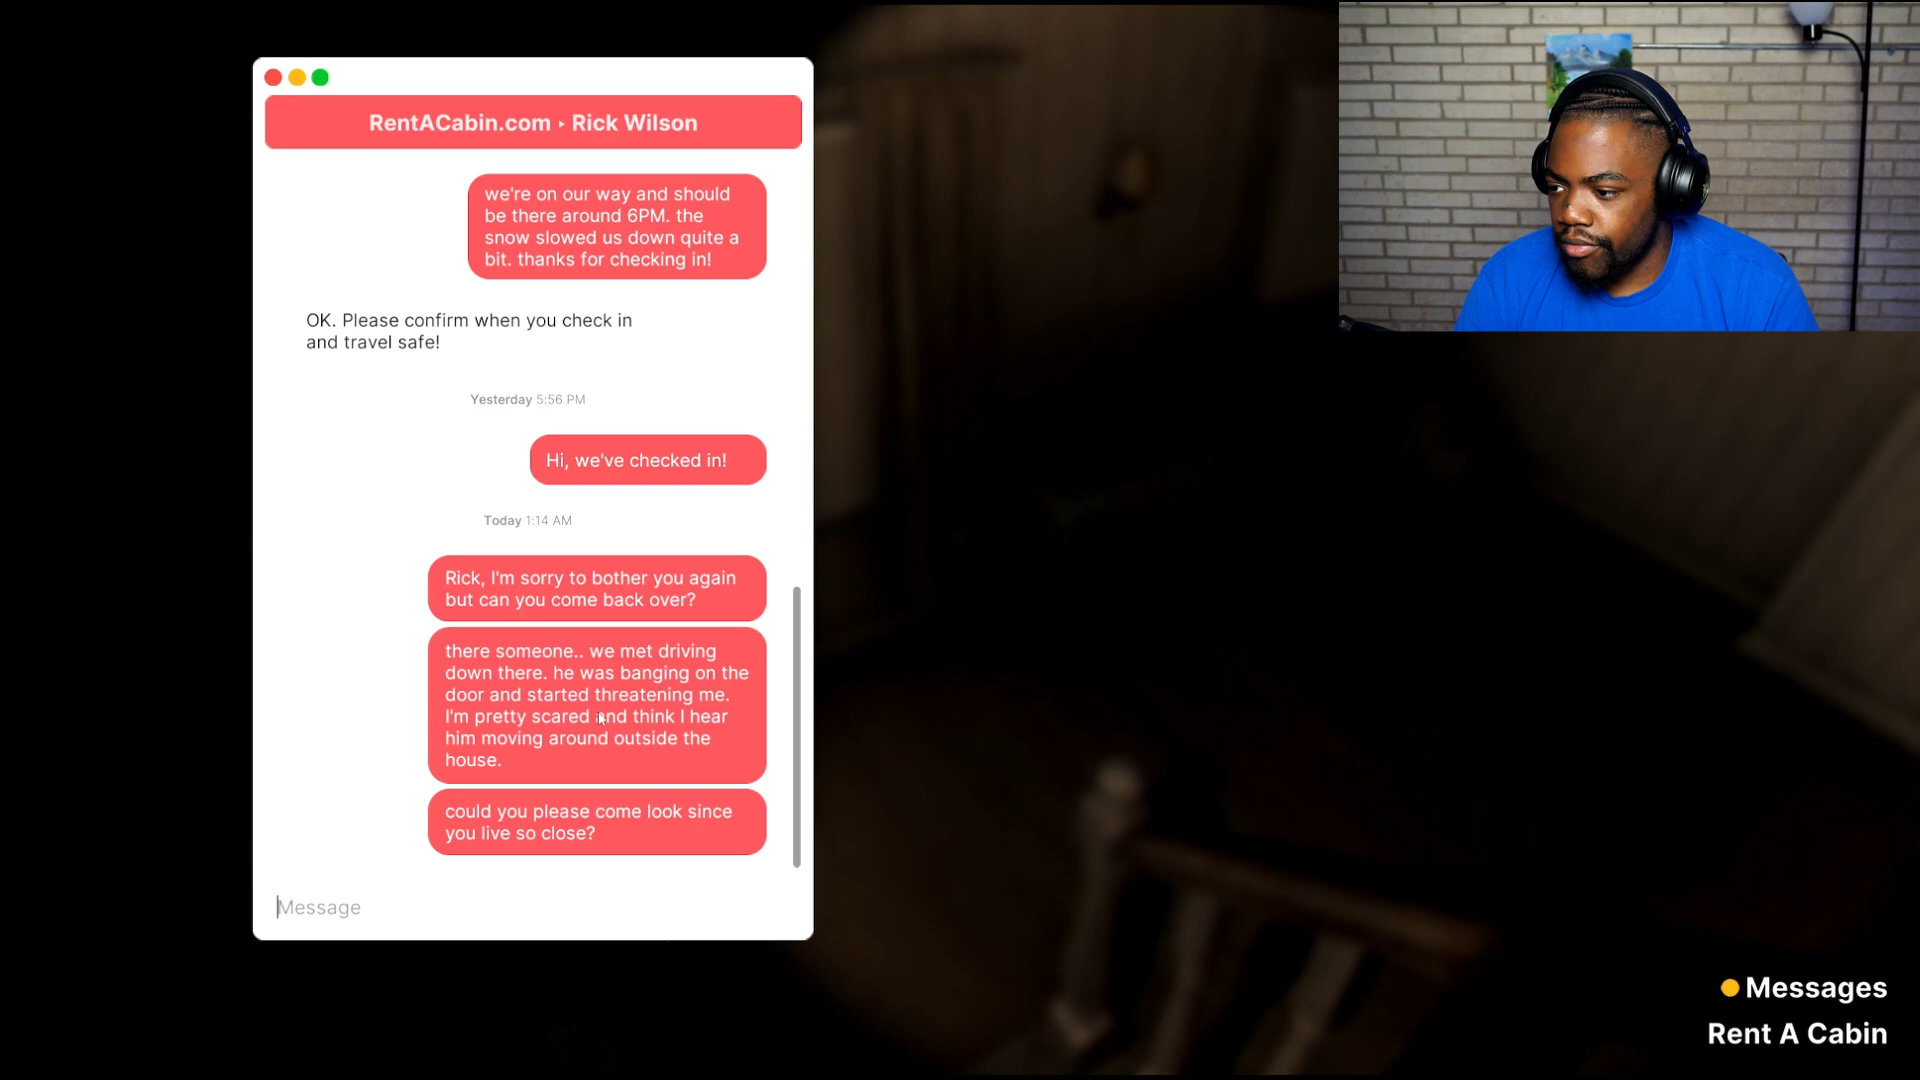 RentACabin.com ‣ Rick Wilson
we're on our way and should
be there around 6PM. the
snow slowed us down quite a
bit. thanks for checking in!
OK. Please confirm when you check in
and travel safe!
Yesterday 5:56 PM
Hi, we've checked in!
Today 1:14 AM
Rick, I'm sorry to bother you again
but can you come back over?
there someone.. we met driving
down there. he was banging on the
door and started threatening me.
I'm pretty scared and think I hear
him moving around outside the
house.
could you please come look since
you live so close?
Message
Messages
Rent A Cabin